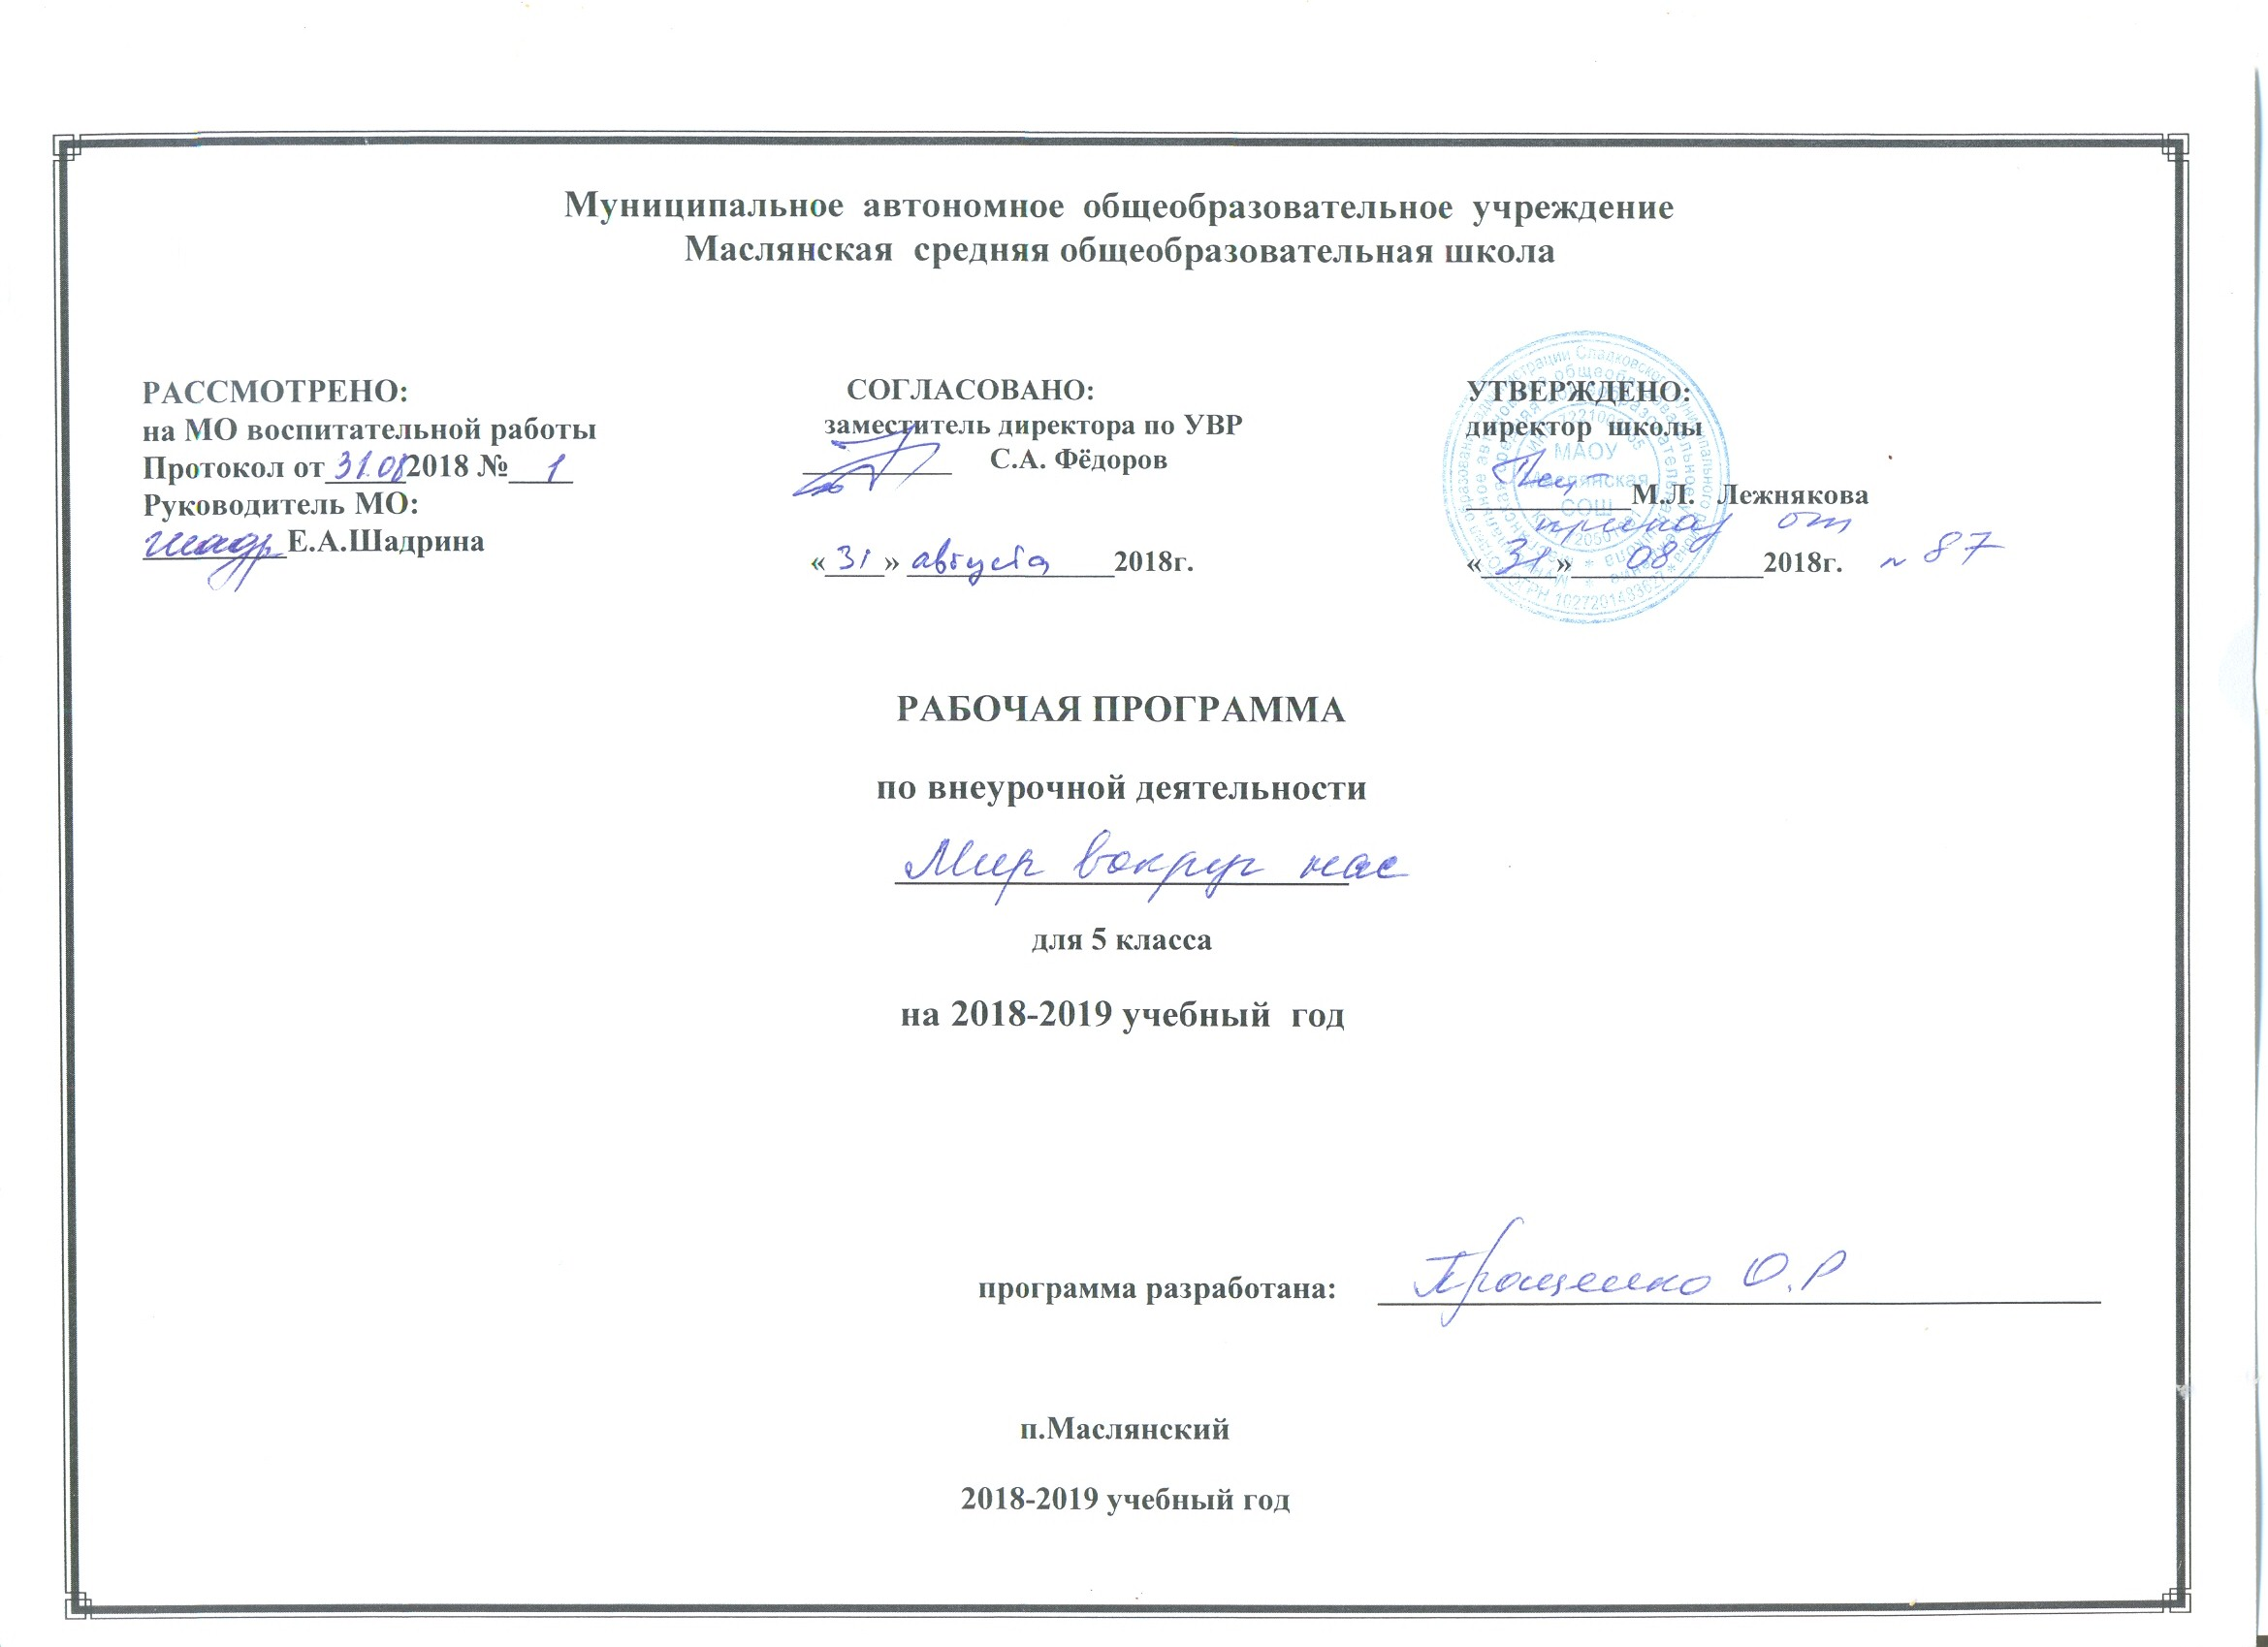 Муниципальное автономное общеобразовательное учреждение
Маслянская средняя общеобразовательная школа
РАССМОТРЕНО:
на МО воспитательной работы
Протокол от 31.08 2018 № 1
Руководитель МО:
Шадр Е.А.Шадрина
СОГЛАСОВАНО:
заместитель директора по УВР
С.А. Фёдоров
«31» августа 2018г.
УТВЕРЖДЕНО:
директор школы
М.Л. Лежнякова
приказ от
«31» 08 2018г. № 87
МАОУ
Маслянская
СОШ
РАБОЧАЯ ПРОГРАММА
по внеурочной деятельности
Мир вокруг нас
для 5 класса
на 2018-2019 учебный год
программа разработана: Прощенко О.Р
п.Маслянский
2018-2019 учебный год